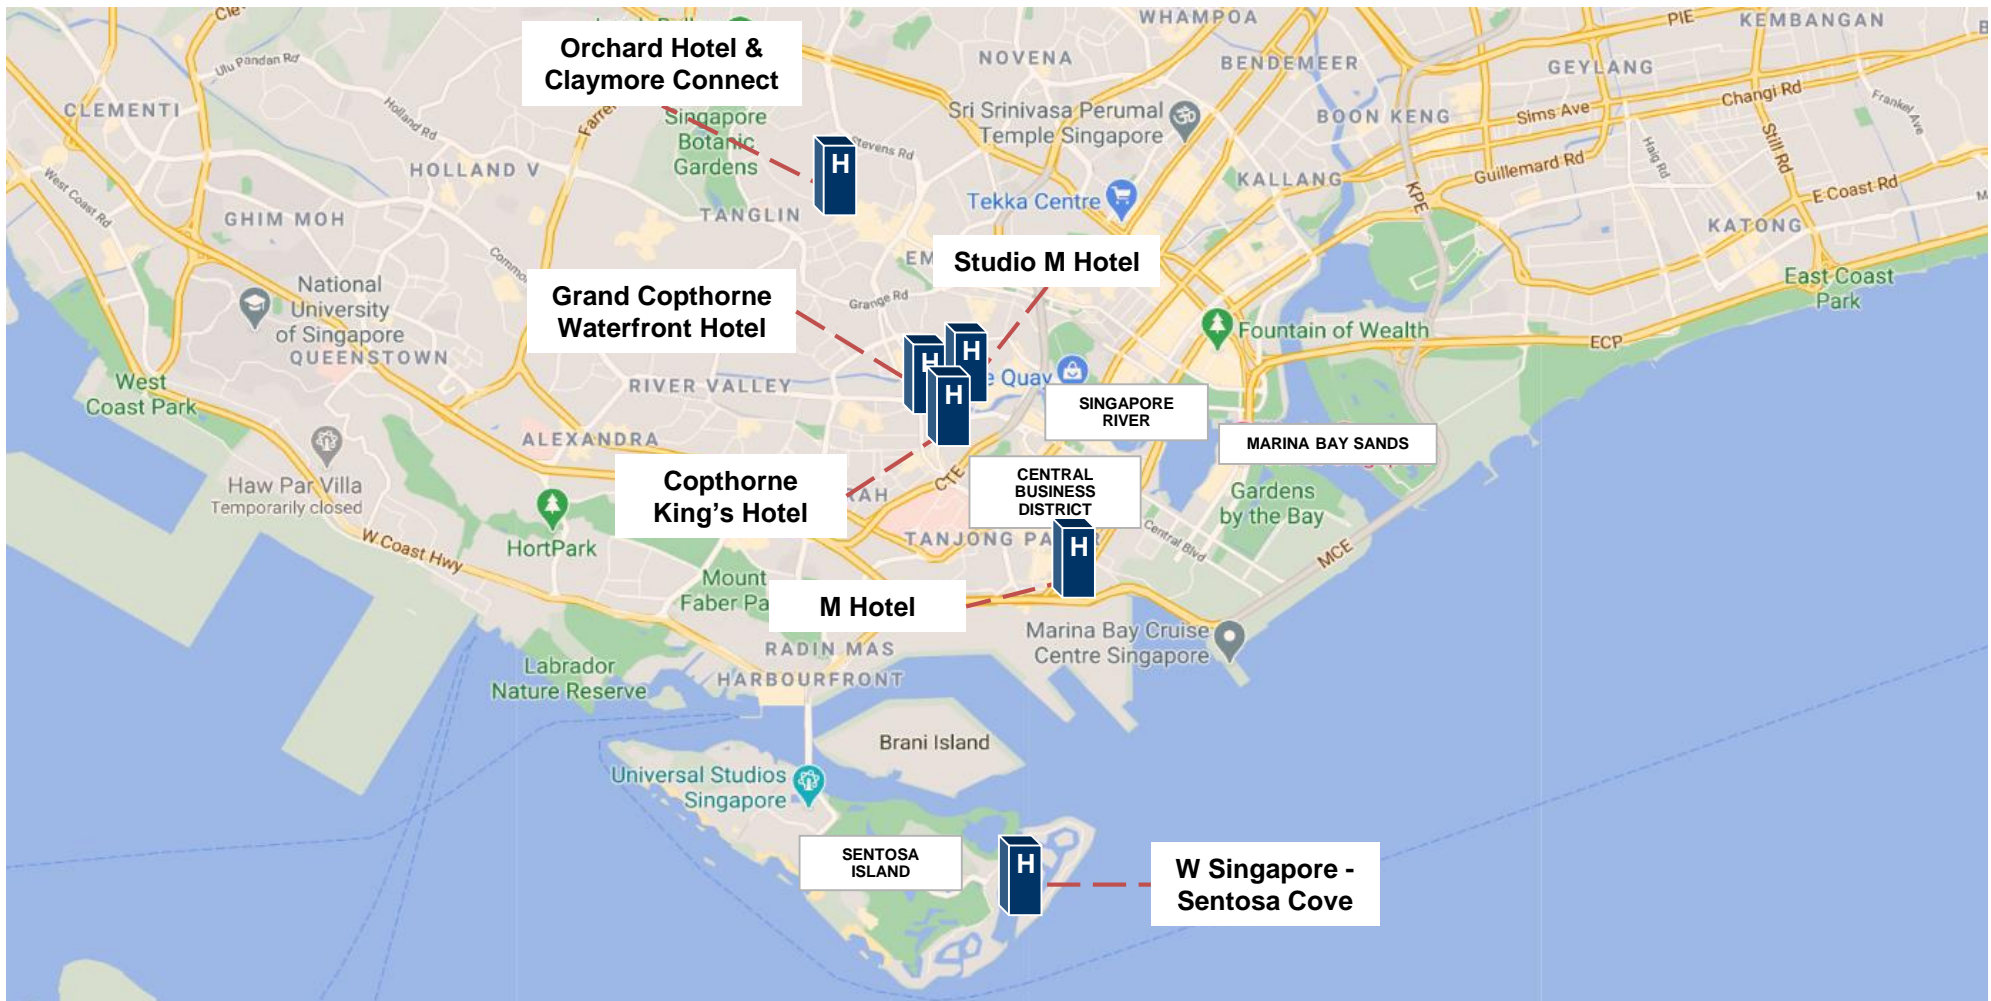 WHAMPOA
PIE
KEMBANGAN
Orchard Hotel &
Claymore Connect
NOVENA
BENDEMEER
GEYLANG
Ulu Pandan Rd
CLEMENTI
Holland Rd
Singapore
Botanic
Gardens
H
Stevens Rd
Sri Srinivasa Perumal
Temple Singapore
BOON KENG
Sims Ave
Changi Rd
Frankel Ave
HOLLAND V
West Coast Rd
KALLANG
Guillemard Rd
Haig Rd
Still Rd
KPE
E Coast Rd
Tekka Centre
GHIM MOH
TANGLIN
KATONG
Studio M Hotel
Grand Copthorne
Waterfront Hotel
Grange Rd
National
University
of Singapore
QUEENSTOWN
East Coast
Park
Fountain of Wealth
ECP
H
H
H
Quay
West
Coast Park
RIVER VALLEY
SINGAPORE
RIVER
MARINA BAY SANDS
ALEXANDRA
Copthorne
King’s Hotel
CTE
CENTRAL
BUSINESS
DISTRICT
Haw Par Villa
Temporarily closed
Gardens
by the Bay
W Coast Hwy
HortPark
TANJONG
H
Central Blvd
MCE
Mount
Faber
M Hotel
Marina Bay Cruise
Centre Singapore
RADIN MAS
HARBOURFRONT
Labrador
Nature Reserve
Brani Island
Universal Studios
Singapore
SENTOSA
ISLAND
H
W Singapore -
Sentosa Cove